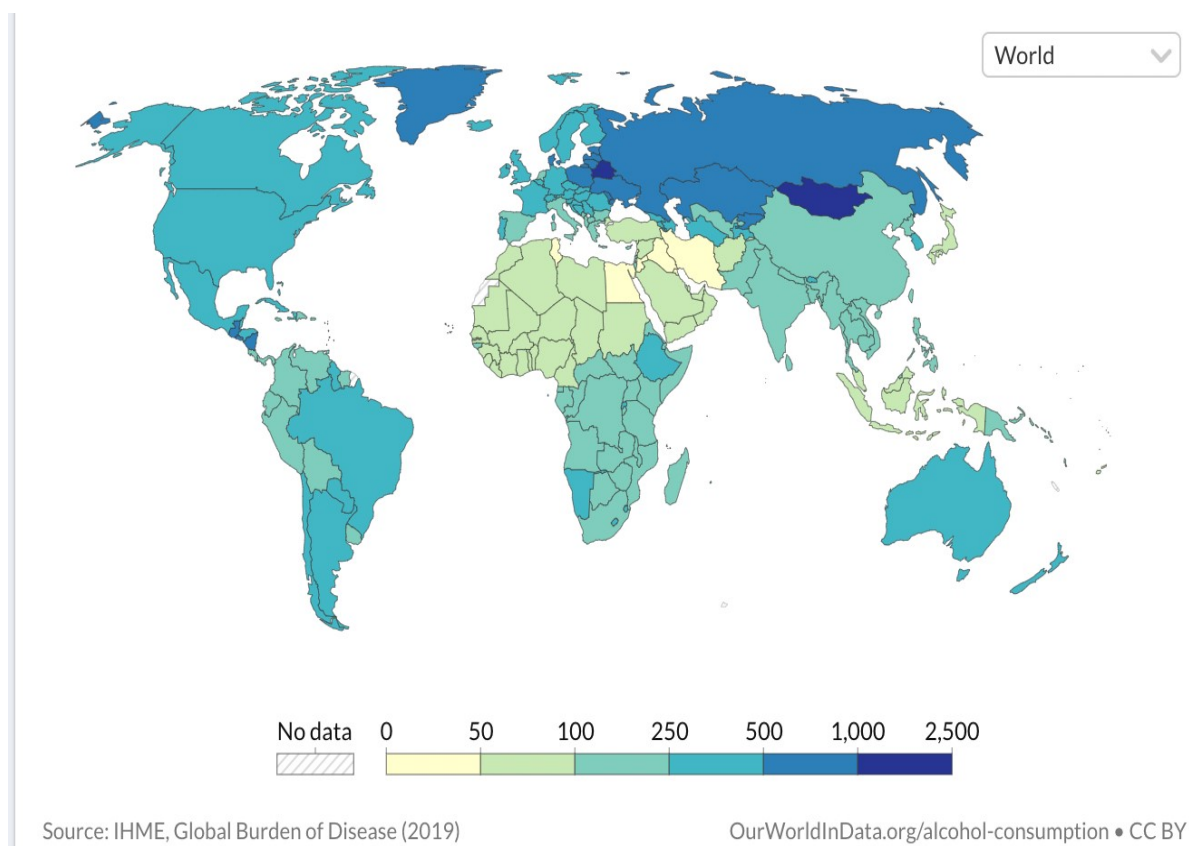 World
No data 0 50 100 250 500 1,000 2,500
Source: IHME, Global Burden of Disease (2019)
OurWorldInData.org/alcohol-consumption • CC BY